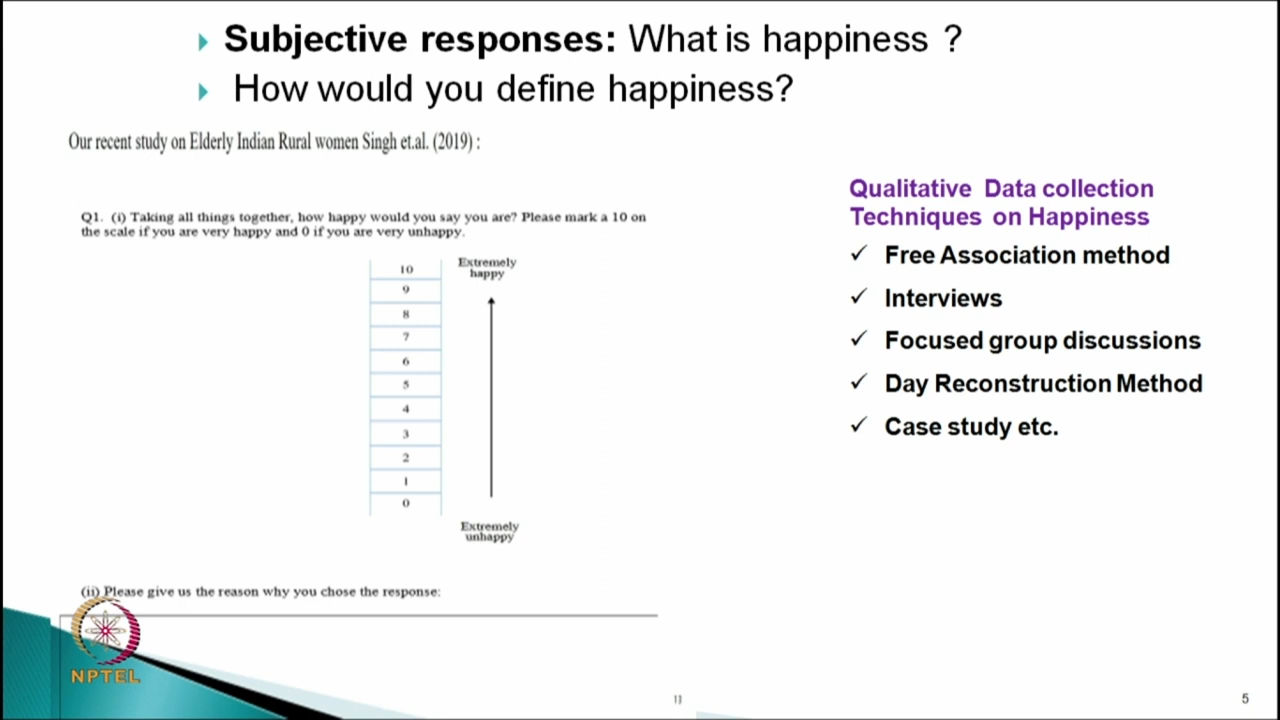 Subjective responses: What is happiness ?
How would you define happiness?
Our recent study on Elderly Indian Rural women Singh et.al. (2019) :
Q1. (i) Taking all things together, how happy would you say you are? Please mark a 10 on
the scale if you are very happy and 0 if you are very unhappy.
10
9
8
7
6
5
4
3
2
1
0
Extremely
happy
Extremely
unhappy
(ii) Please give us the reason why you chose the response:
Qualitative Data collection
Techniques on Happiness
✓ Free Association method
✓ Interviews
✓ Focused group discussions
✓ Day Reconstruction Method
✓ Case study etc.
NPTEL
11
5